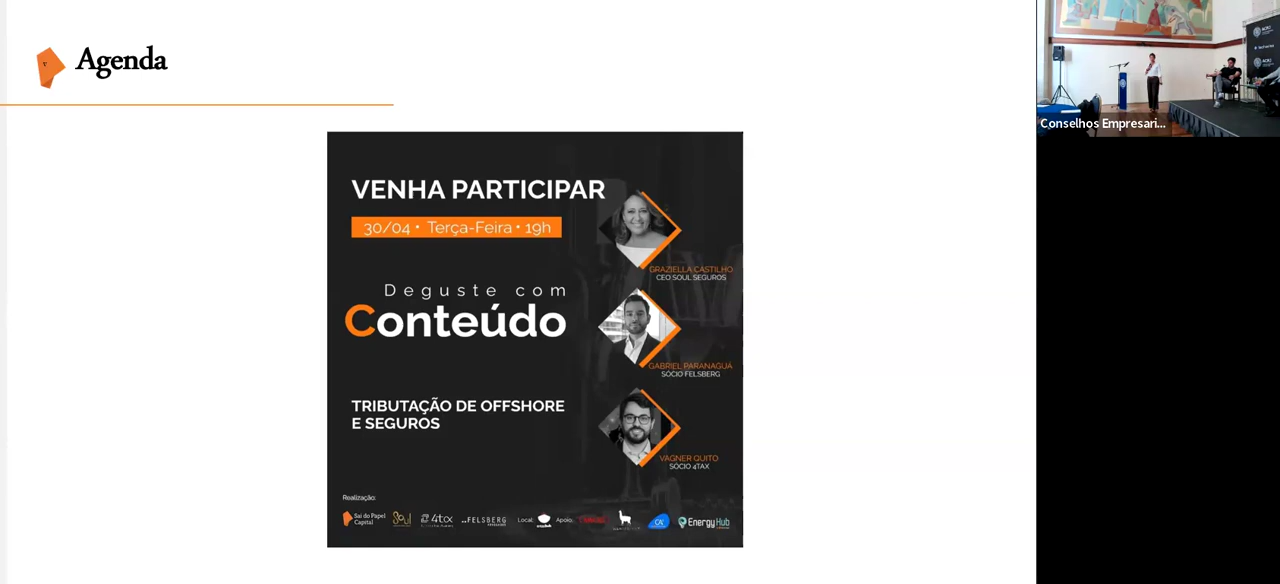 Agenda
VENHA PARTICIPAR
30/04 • Terça-Feira • 19h
GRAZIELLA CASTILHO
CEO SOUL SEGUROS
Deguste com
Conteúdo
GABRIEL PARANAGUÁ
SÓCIO FELSBERG
TRIBUTAÇÃO DE OFFSHORE
E SEGUROS
VAGNER QUITO
SÓCIO 4TAX
Realização:
Sai do Papel
Capital
Soul
4tax
FELSBERG
Local:
Apoio:
EnergyHub
Conselhos Empresari...